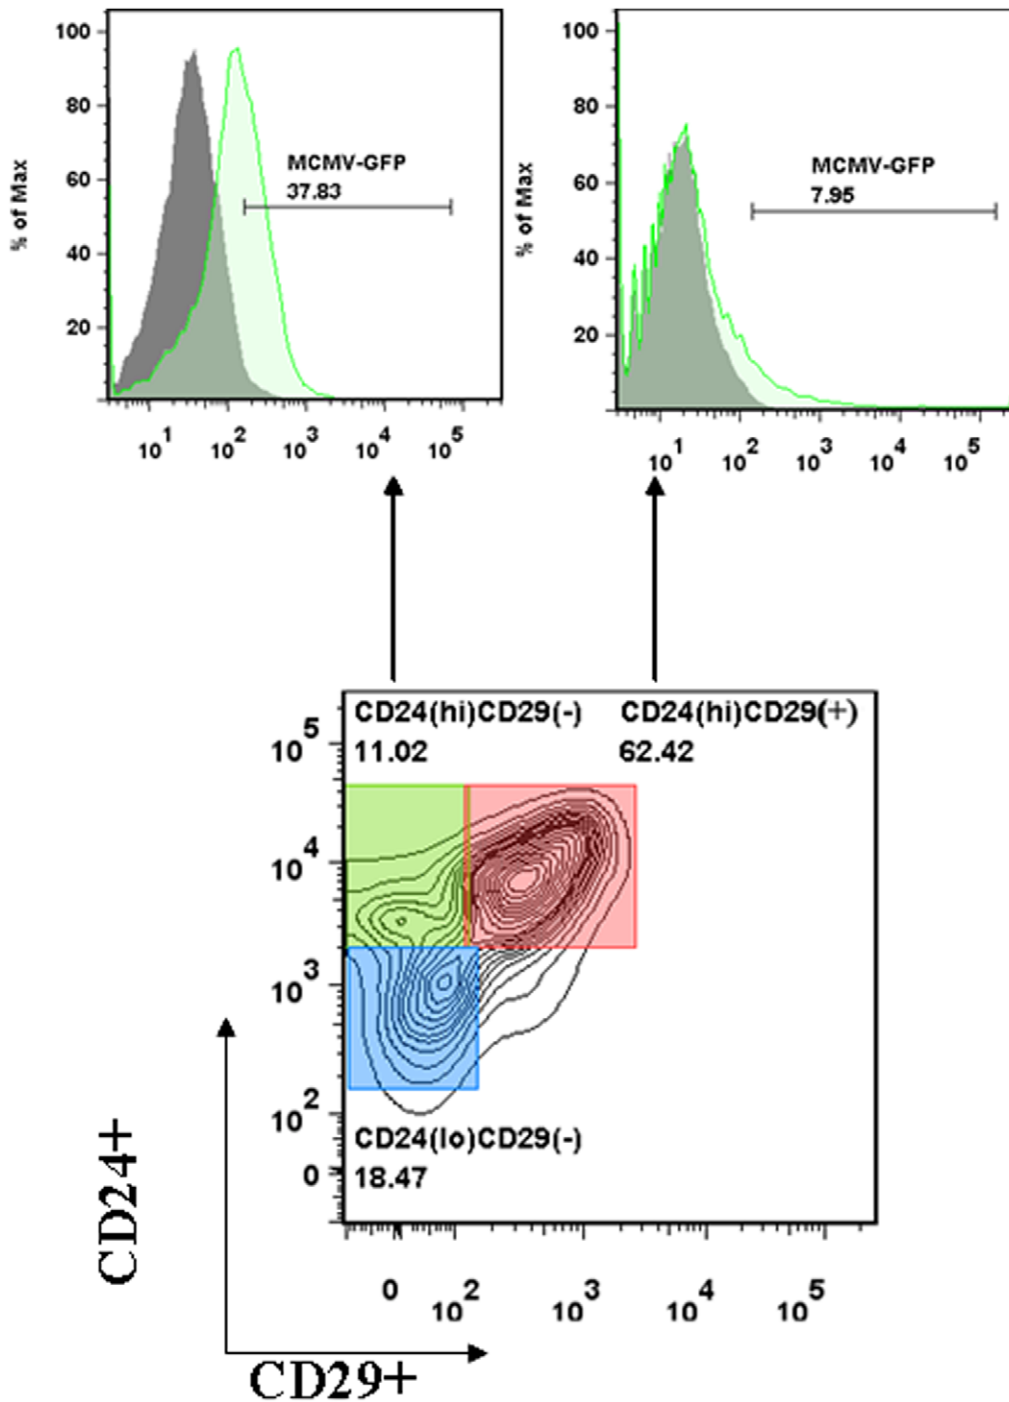 100
80
60
40
20
% of Max
MCMV-GFP
37.83
10^1 10^2 10^3 10^4 10^5
100
80
60
40
20
% of Max
MCMV-GFP
7.95
10^1 10^2 10^3 10^4 10^5
CD24(hi)CD29(-) CD24(hi)CD29(+)
11.02 62.42
10^5
10^4
10^3
10^2
0
CD24(lo)CD29(-)
18.47
0 10^2 10^3 10^4 10^5
CD24+
CD29+